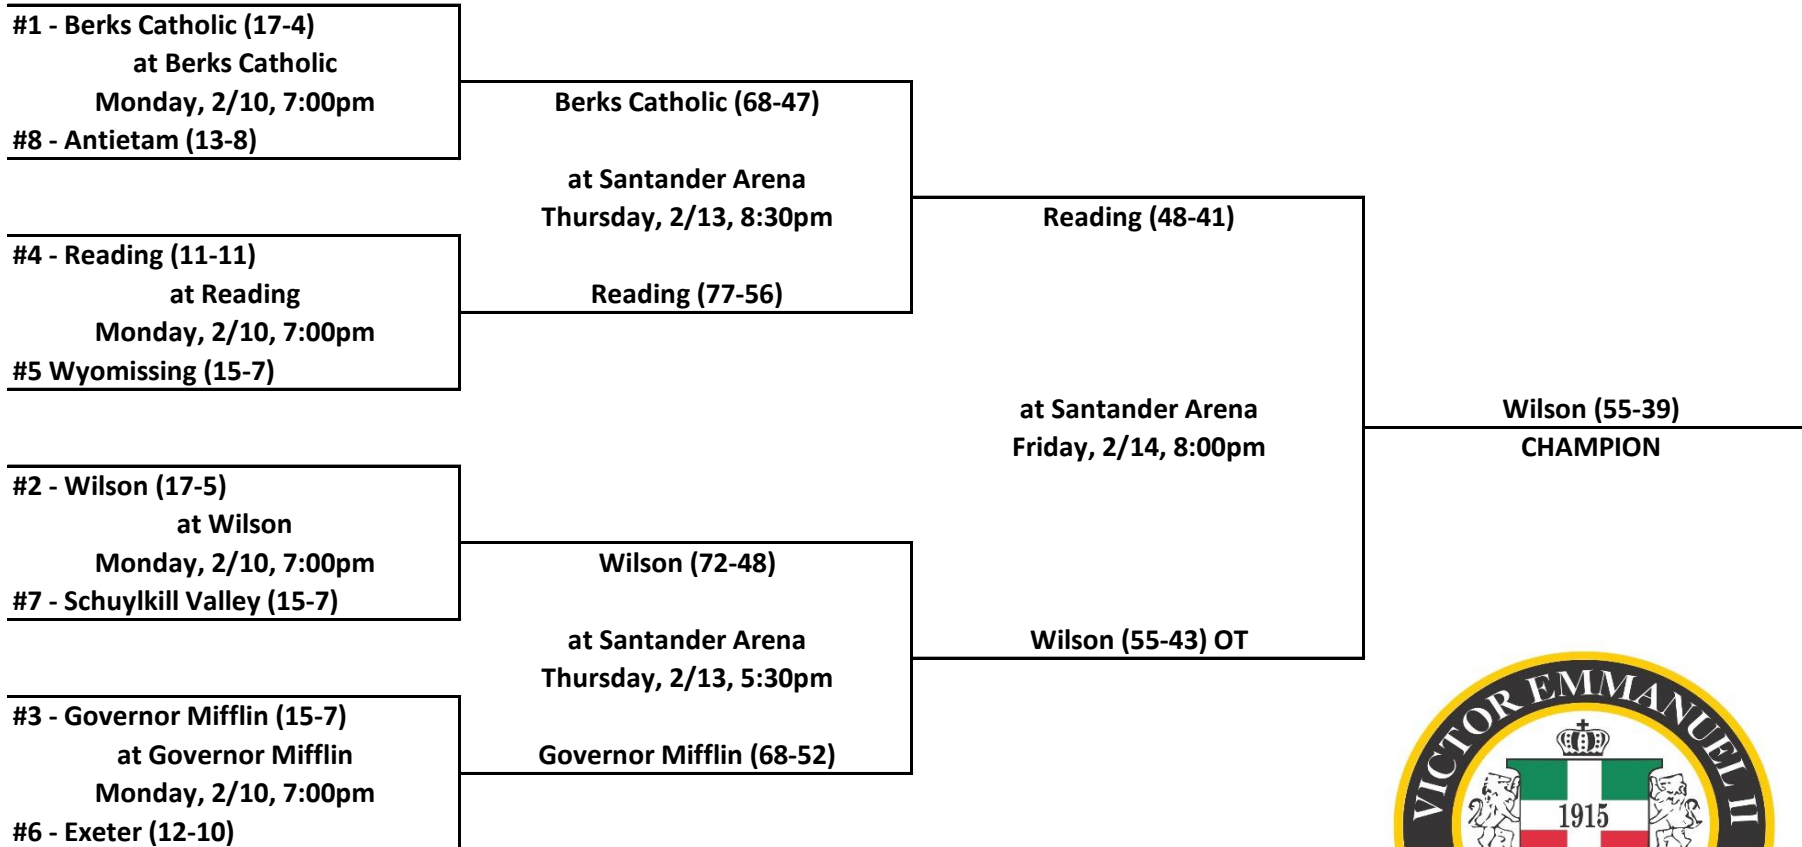 #1 - Berks Catholic (17-4)
at Berks Catholic
Monday, 2/10, 7:00pm
#8 - Antietam (13-8)
Berks Catholic (68-47)
at Santander Arena
Thursday, 2/13, 8:30pm
Reading (77-56)
#4 - Reading (11-11)
at Reading
Monday, 2/10, 7:00pm
#5 Wyomissing (15-7)
Reading (48-41)
at Santander Arena
Friday, 2/14, 8:00pm
Wilson (55-43) OT
Wilson (55-39)
CHAMPION
#2 - Wilson (17-5)
at Wilson
Monday, 2/10, 7:00pm
#7 - Schuylkill Valley (15-7)
Wilson (72-48)
at Santander Arena
Thursday, 2/13, 5:30pm
Governor Mifflin (68-52)
#3 - Governor Mifflin (15-7)
at Governor Mifflin
Monday, 2/10, 7:00pm
#6 - Exeter (12-10)
VICTOR EMMANUEL II
1915